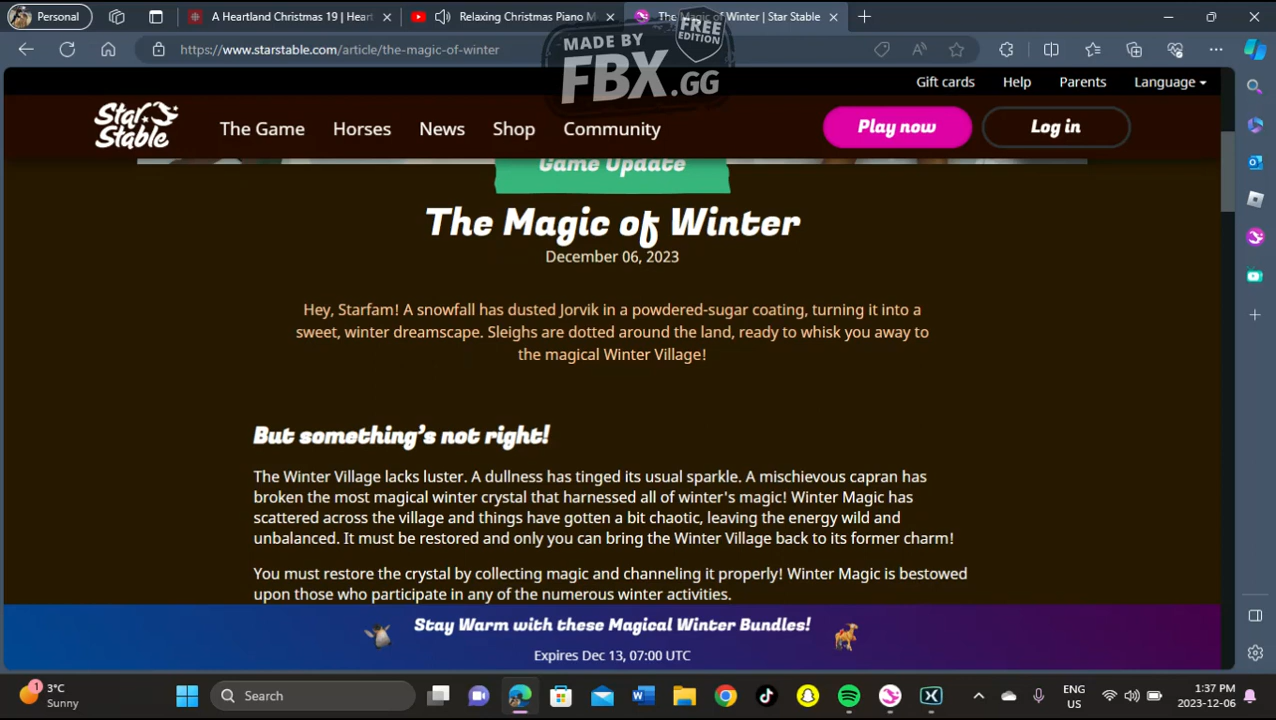 Personal
A Heartland Christmas 19 | Hear
Relaxing Christmas Piano M
The Magic of Winter | Star Stable
MADE BY
FBX.GG
FREE
EDITION
https://www.starstable.com/article/the-magic-of-winter
Gift cards Help Parents Language
Star Stable
The Game Horses News Shop Community Play now Log in
Game Update
The Magic of Winter
December 06, 2023
Hey, Starfam! A snowfall has dusted Jorvik in a powdered-sugar coating, turning it into a
sweet, winter dreamscape. Sleighs are dotted around the land, ready to whisk you away to
the magical Winter Village!
But something's not right!
The Winter Village lacks luster. A dullness has tinged its usual sparkle. A mischievous capran has
broken the most magical winter crystal that harnessed all of winter's magic! Winter Magic has
scattered across the village and things have gotten a bit chaotic, leaving the energy wild and
unbalanced. It must be restored and only you can bring the Winter Village back to its former charm!
You must restore the crystal by collecting magic and channeling it properly! Winter Magic is bestowed
upon those who participate in any of the numerous winter activities.
Stay Warm with these Magical Winter Bundles!
Expires Dec 13, 07:00 UTC
1
3°C
Sunny
Search
ENG
US
1:37 PM
2023-12-06